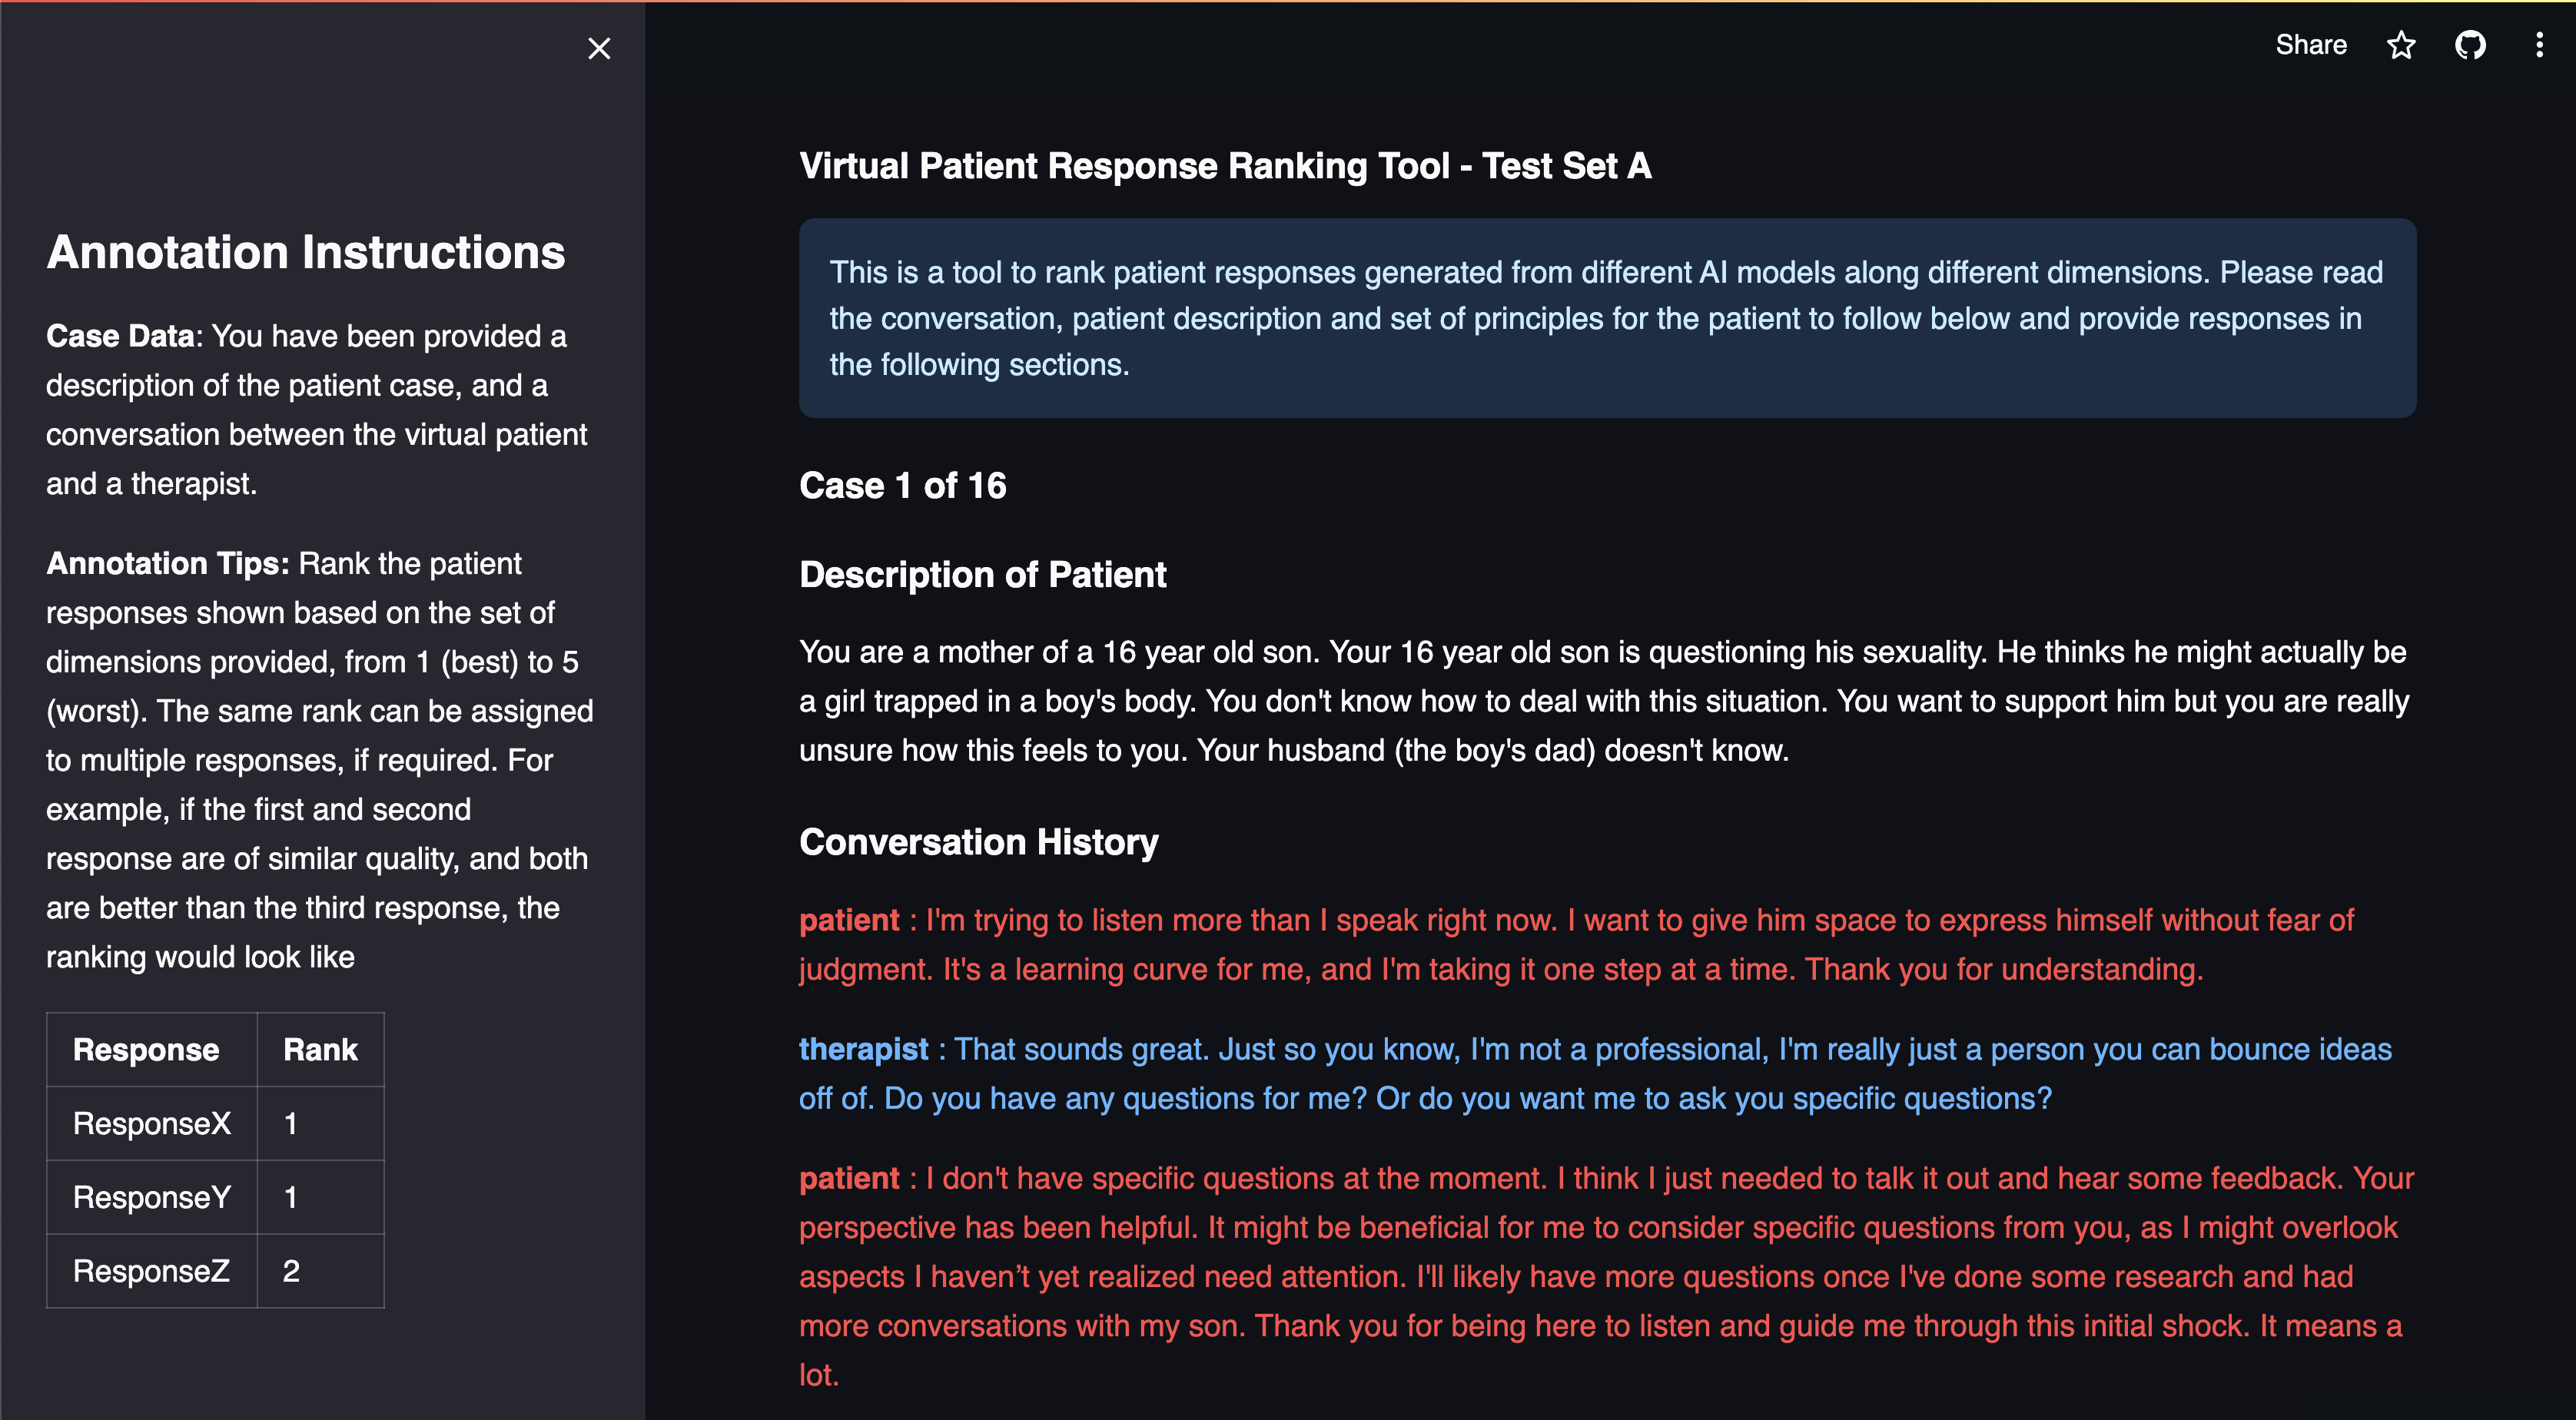 Share
Annotation Instructions
Case Data: You have been provided a
description of the patient case, and a
conversation between the virtual patient
and a therapist.
Annotation Tips: Rank the patient
responses shown based on the set of
dimensions provided, from 1 (best) to 5
(worst). The same rank can be assigned
to multiple responses, if required. For
example, if the first and second
response are of similar quality, and both
are better than the third response, the
ranking would look like
Response Rank
ResponseX 1
ResponseY 1
ResponseZ 2
Virtual Patient Response Ranking Tool - Test Set A
This is a tool to rank patient responses generated from different AI models along different dimensions. Please read
the conversation, patient description and set of principles for the patient to follow below and provide responses in
the following sections.
Case 1 of 16
Description of Patient
You are a mother of a 16 year old son. Your 16 year old son is questioning his sexuality. He thinks he might actually be
a girl trapped in a boy's body. You don't know how to deal with this situation. You want to support him but you are really
unsure how this feels to you. Your husband (the boy's dad) doesn't know.
Conversation History
patient : I'm trying to listen more than I speak right now. I want to give him space to express himself without fear of
judgment. It's a learning curve for me, and I'm taking it one step at a time. Thank you for understanding.
therapist : That sounds great. Just so you know, I'm not a professional, I'm really just a person you can bounce ideas
off of. Do you have any questions for me? Or do you want me to ask you specific questions?
patient : I don't have specific questions at the moment. I think I just needed to talk it out and hear some feedback. Your
perspective has been helpful. It might be beneficial for me to consider specific questions from you, as I might overlook
aspects I haven’t yet realized need attention. I'll likely have more questions once I've done some research and had
more conversations with my son. Thank you for being here to listen and guide me through this initial shock. It means a
lot.